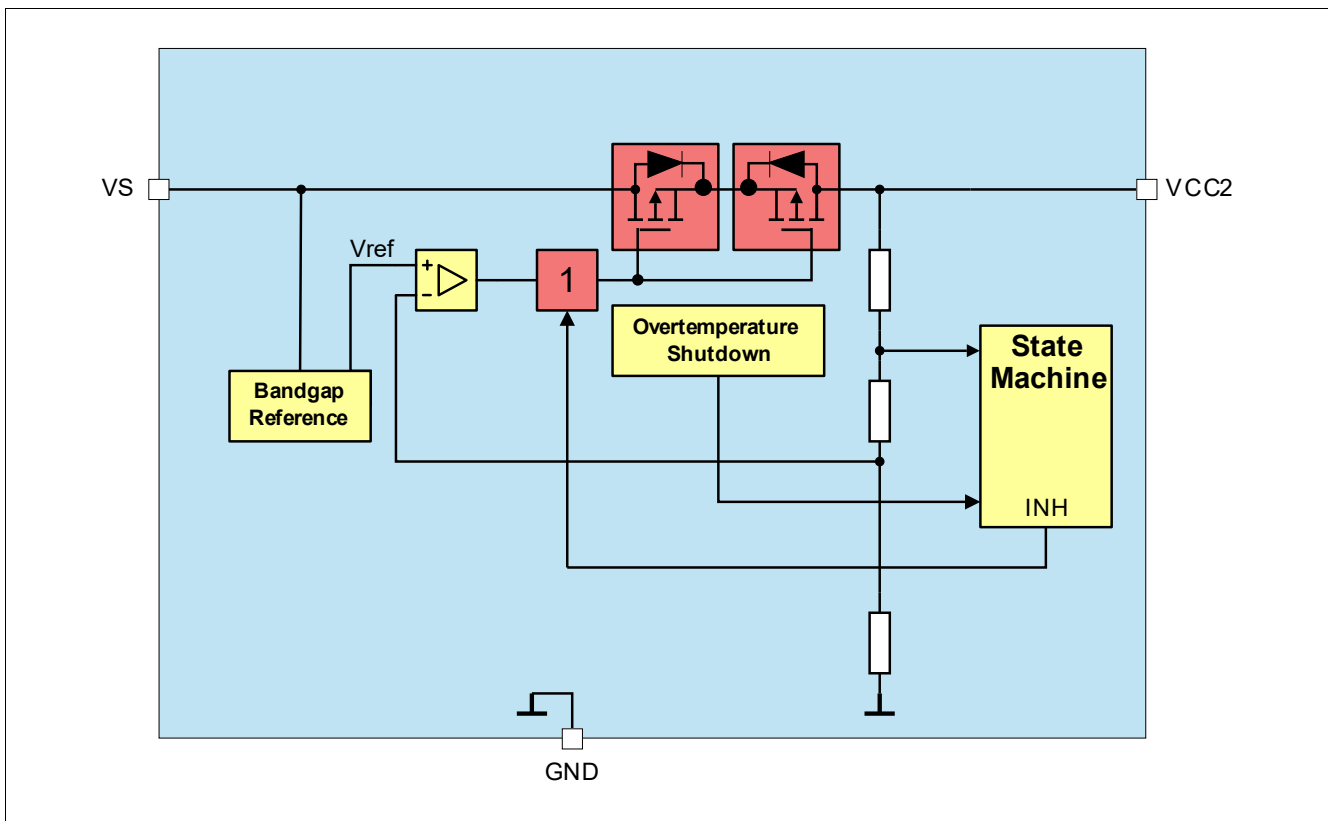 VS
VCC2
Vref
+
-
1
Overtemperature
Shutdown
State
Machine
Bandgap
Reference
INH
GND